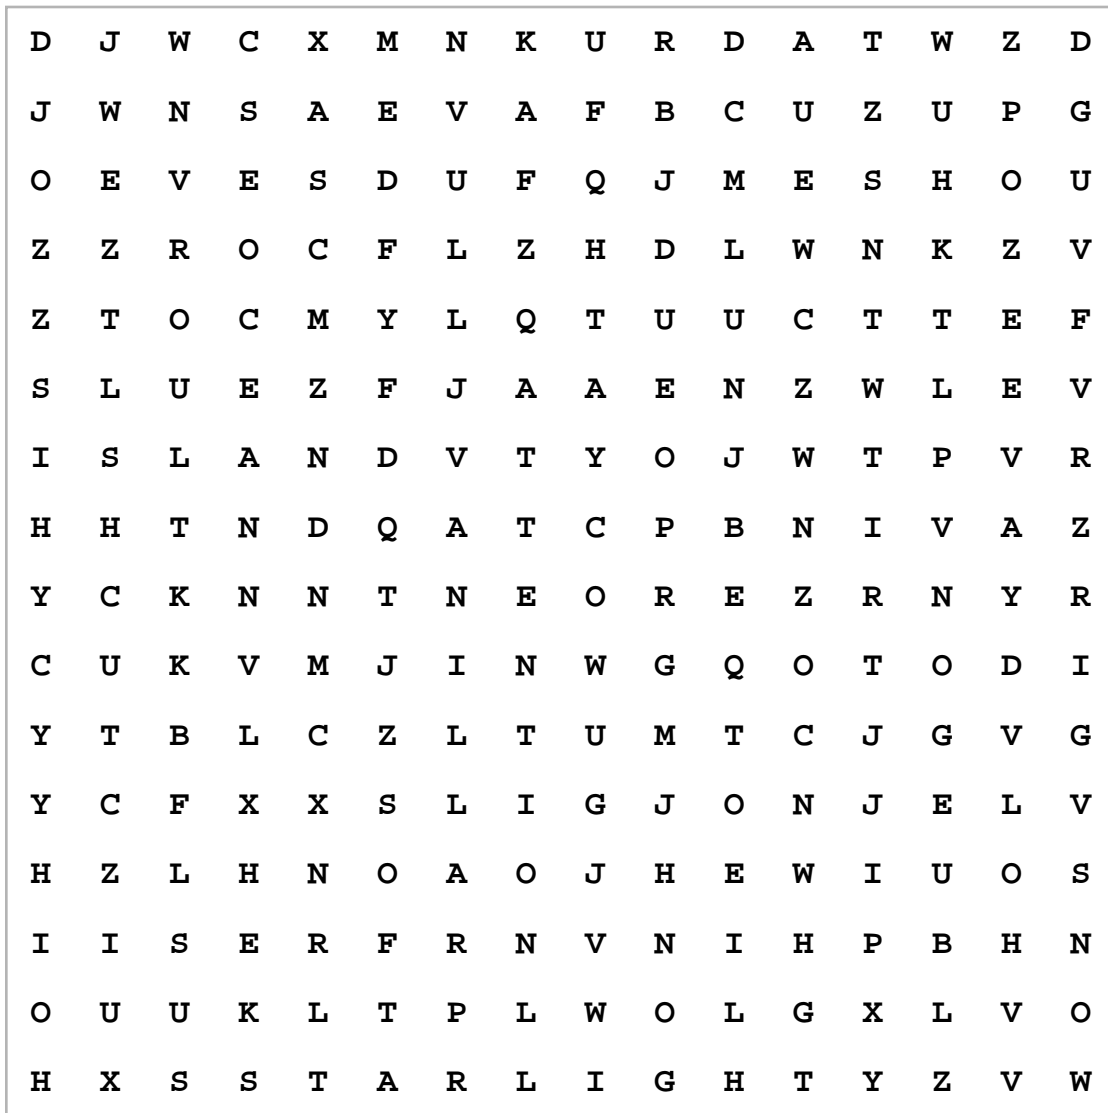 D J W C X M N K U R D A T W Z D
J W N S A E V A F B C U Z U P G
O E V E S D U F Q J M E S H O U
Z Z R O C F L Z H D L W N K Z V
Z T O C M Y L Q T U U C T T E F
S L U E Z F J A A E N Z W L E V
I S L A N D V T Y O J W T P V R
H H T N D Q A T C P B N I V A Z
Y C K N N T N E O R E Z R N Y R
C U K V M J I N W G Q O T O D I
Y T B L C Z L T U M T C J G V G
Y C F X X S L I G J O N J E L V
H Z L H N O A O J H E W I U O S
I I S E R F R N V N I H P B H N
O U U K L T P L W O L G X L V O
H X S S T A R L I G H T Y Z V W